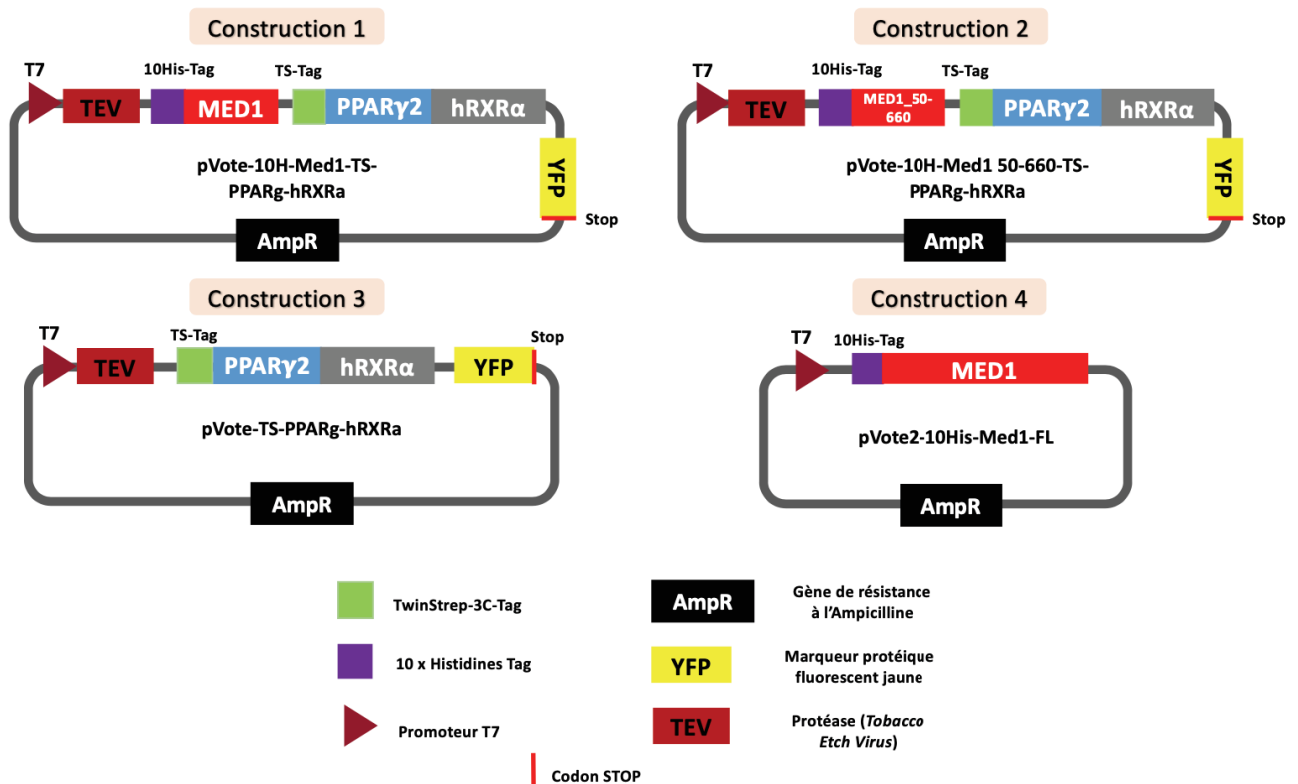 Construction 1
T7
10His-Tag
TS-Tag
TEV
MED1
PPARγ2
hRXRα
YFP
Stop
pVote-10H-Med1-TS-
PPARg-hRXRa
AmpR
Construction 2
T7
10His-Tag
TS-Tag
TEV
MED1_50-
660
PPARγ2
hRXRα
YFP
Stop
pVote-10H-Med1 50-660-TS-
PPARg-hRXRa
AmpR
Construction 3
T7
TS-Tag
Stop
TEV
PPARγ2
hRXRα
YFP
pVote-TS-PPARg-hRXRa
AmpR
Construction 4
T7
10His-Tag
MED1
pVote2-10His-Med1-FL
AmpR
TwinStrep-3C-Tag
10 x Histidines Tag
Promoteur T7
Codon STOP
AmpR
Gène de résistance
à l'Ampicilline
YFP
Marqueur protéique
fluorescent jaune
TEV
Protéase (Tobacco
Etch Virus)